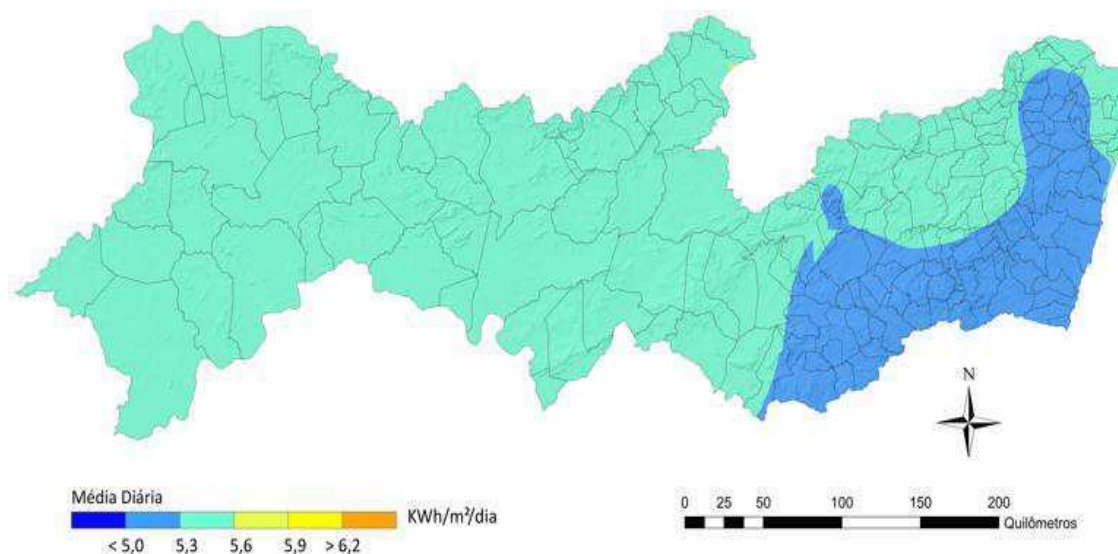 N
Média Diária
KWh/m²/dia
< 5,0 5,3 5,6 5,9 > 6,2
0 25 50 100 150 200
Quilômetros